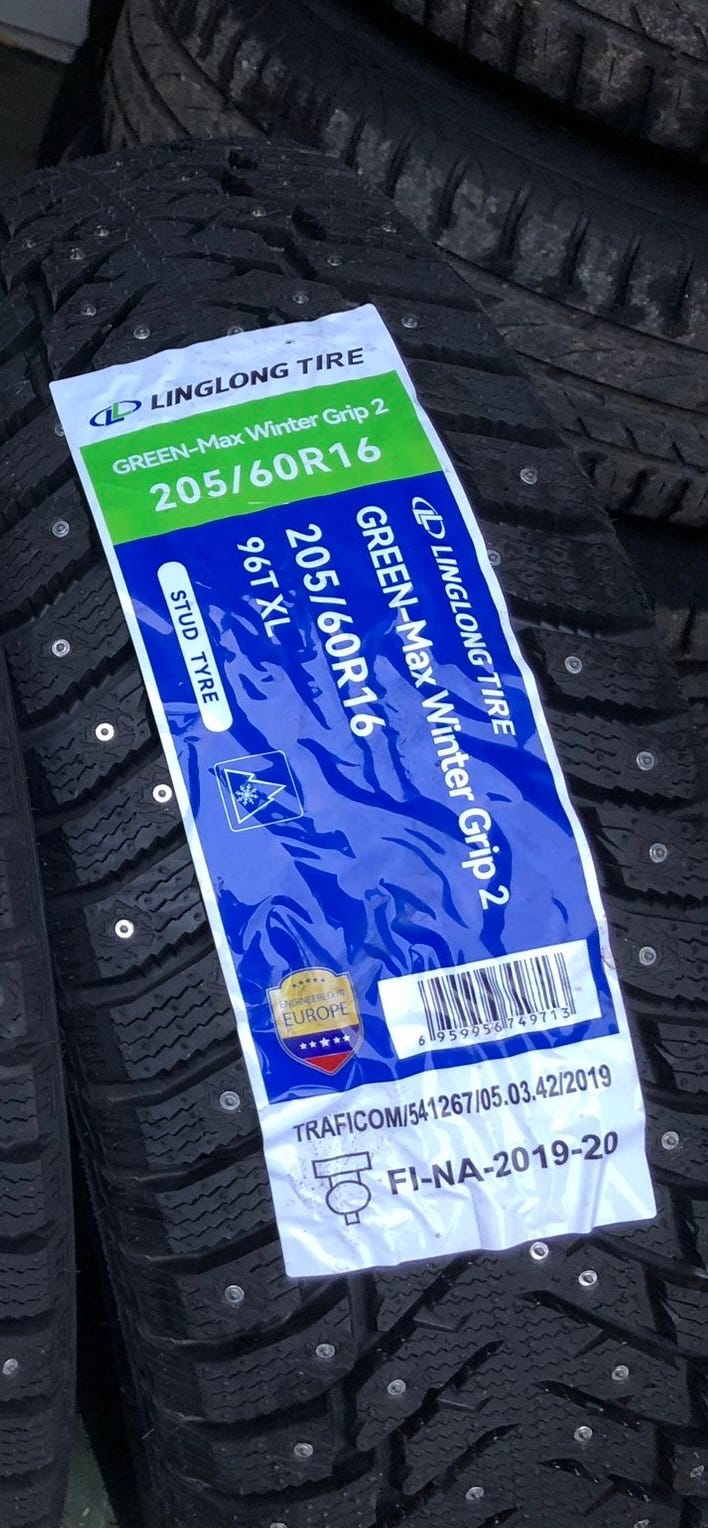 LINGLONG TIRE
GREEN-Max Winter Grip 2
205/60R16
LINGLONG TIRE
GREEN-Max Winter Grip 2
205/60R16
96T XL
STUD TYRE
ENGINEERED IN
EUROPE
6 959956 749713
TRAFICOM/541267/05.03.42/2019
FI-NA-2019-20